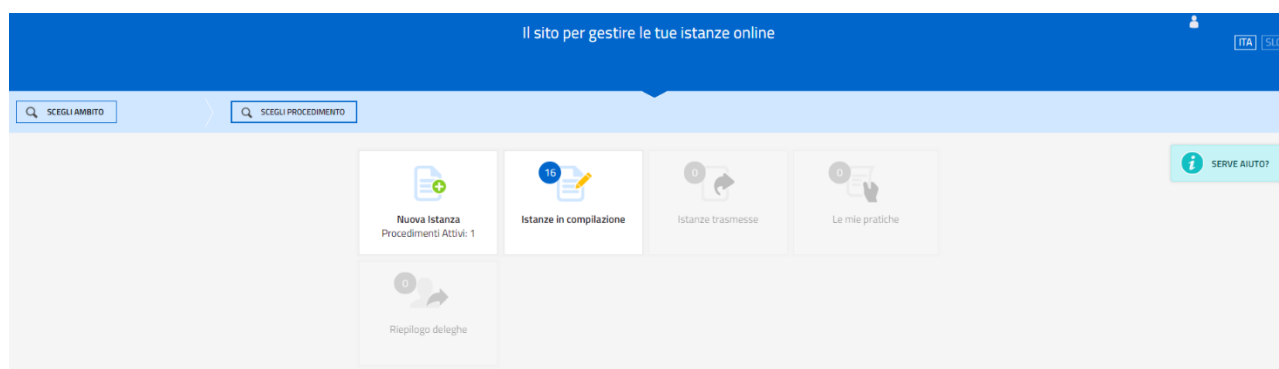 Il sito per gestire le tue istanze online
ITA
SCEGLI AMBITO
SCEGLI PROCEDIMENTO
SERVE AIUTO?
16
0
0
Nuova Istanza
Procedimenti Attivi: 1
Istanze in compilazione
Istanze trasmesse
Le mie pratiche
0
Riepilogo deleghe